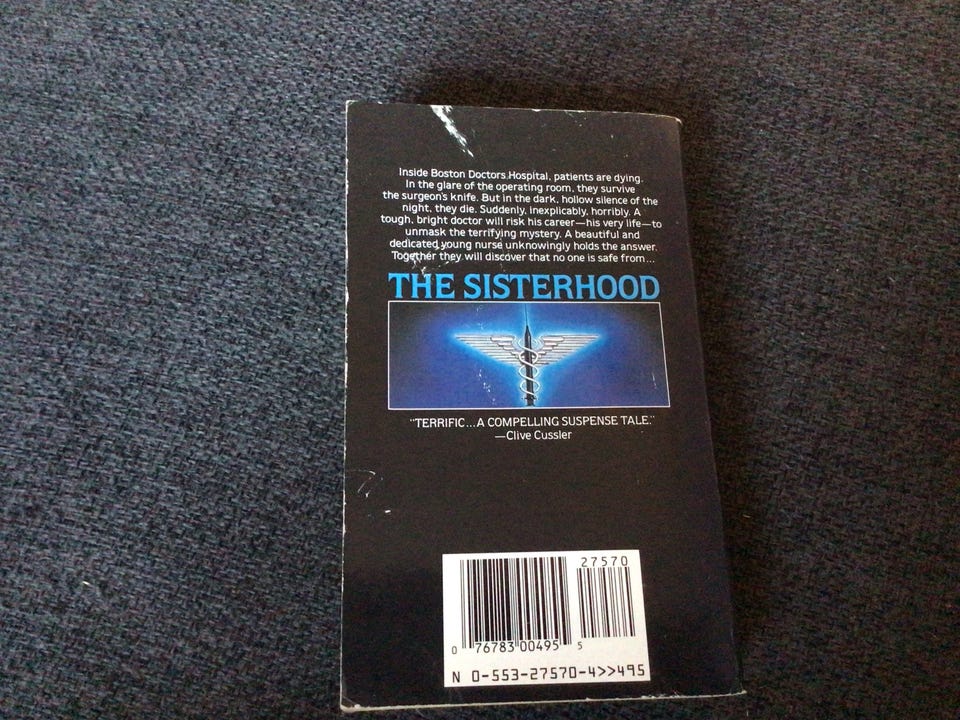 Inside Boston Doctors Hospital, patients are dying.
In the glare of the operating room, they survive
the surgeon's knife. But in the dark, hollow silence of the
night, they die. Suddenly, inexplicably, horribly. A
tough, bright doctor will risk his career—his very life—to
unmask the terrifying mystery. A beautiful and
dedicated young nurse unknowingly holds the answer.
Together they will discover that no one is safe from...
THE SISTERHOOD
"TERRIFIC...A COMPELLING SUSPENSE TALE."
—Clive Cussler
27570
0 76783 00495 5
N 0-553-27570-4>>495